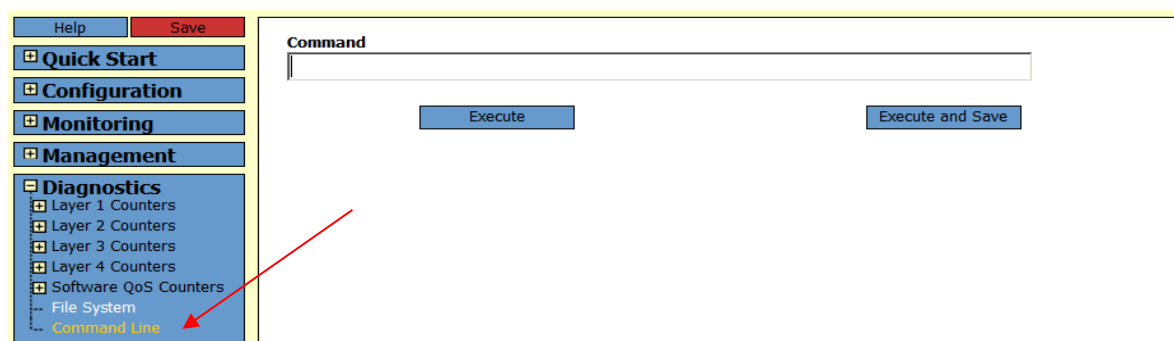 Help
Save
Quick Start
Configuration
Monitoring
Management
Diagnostics
Layer 1 Counters
Layer 2 Counters
Layer 3 Counters
Layer 4 Counters
Software QoS Counters
File System
Command Line
Command
Execute
Execute and Save